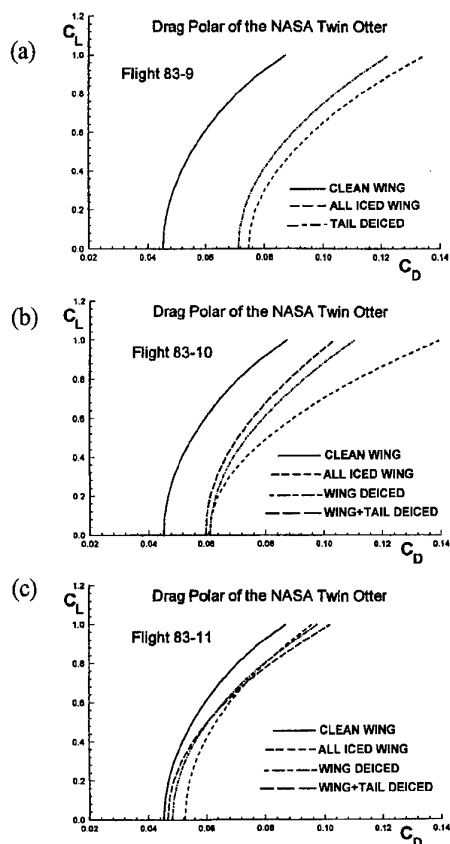 (a)
C_L
Drag Polar of the NASA Twin Otter
1.2
Flight 83-9
1.0
0.8
0.6
0.4
0.2
0.0
CLEAN WING
ALL ICED WING
TAIL DEICED
0.02 0.04 0.06 0.08 0.10 0.12 0.14
C_D
(b)
C_L
Drag Polar of the NASA Twin Otter
1.2
Flight 83-10
1.0
0.8
0.6
0.4
0.2
0.0
CLEAN WING
ALL ICED WING
WING DEICED
WING+TAIL DEICED
0.02 0.04 0.06 0.08 0.10 0.12 0.14
C_D
(c)
C_L
Drag Polar of the NASA Twin Otter
1.2
Flight 83-11
1.0
0.8
0.6
0.4
0.2
0.0
CLEAN WING
ALL ICED WING
WING DEICED
WING+TAIL DEICED
0.02 0.04 0.06 0.08 0.10 0.12 0.14
C_D